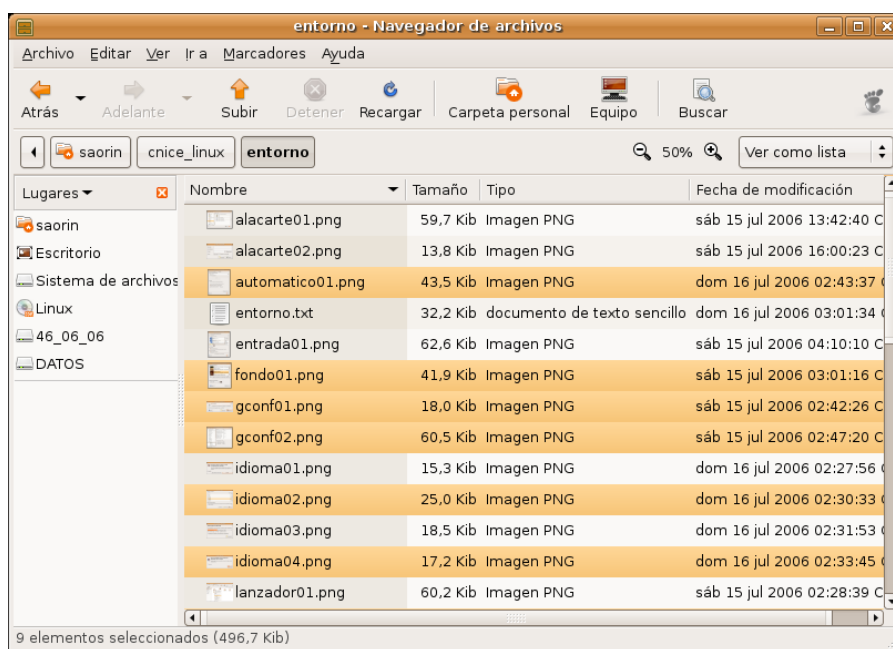 entorno - Navegador de archivos
Archivo Editar Ver Ir a Marcadores Ayuda
Atrás Adelante Subir Detener Recargar Carpeta personal Equipo Buscar
saorin cnice_linux entorno 50% Ver como lista
Lugares
saorin
Escritorio
Sistema de archivos
Linux
46_06_06
DATOS
Nombre Tamaño Tipo Fecha de modificación
alacarte01.png 59,7 Kib Imagen PNG sáb 15 jul 2006 13:42:40 C
alacarte02.png 13,8 Kib Imagen PNG sáb 15 jul 2006 16:00:23 C
automatico01.png 43,5 Kib Imagen PNG dom 16 jul 2006 02:43:37
entorno.txt 32,2 Kib documento de texto sencillo dom 16 jul 2006 03:01:34
entrada01.png 62,6 Kib Imagen PNG sáb 15 jul 2006 04:10:10 C
fondo01.png 41,9 Kib Imagen PNG sáb 15 jul 2006 03:01:16 C
gconf01.png 18,0 Kib Imagen PNG sáb 15 jul 2006 02:42:26 C
gconf02.png 60,5 Kib Imagen PNG sáb 15 jul 2006 02:47:20 C
idioma01.png 15,3 Kib Imagen PNG dom 16 jul 2006 02:27:56
idioma02.png 25,0 Kib Imagen PNG dom 16 jul 2006 02:30:33
idioma03.png 18,5 Kib Imagen PNG dom 16 jul 2006 02:31:53
idioma04.png 17,2 Kib Imagen PNG dom 16 jul 2006 02:33:45
lanzador01.png 60,2 Kib Imagen PNG sáb 15 jul 2006 02:28:39 C
9 elementos seleccionados (496,7 Kib)